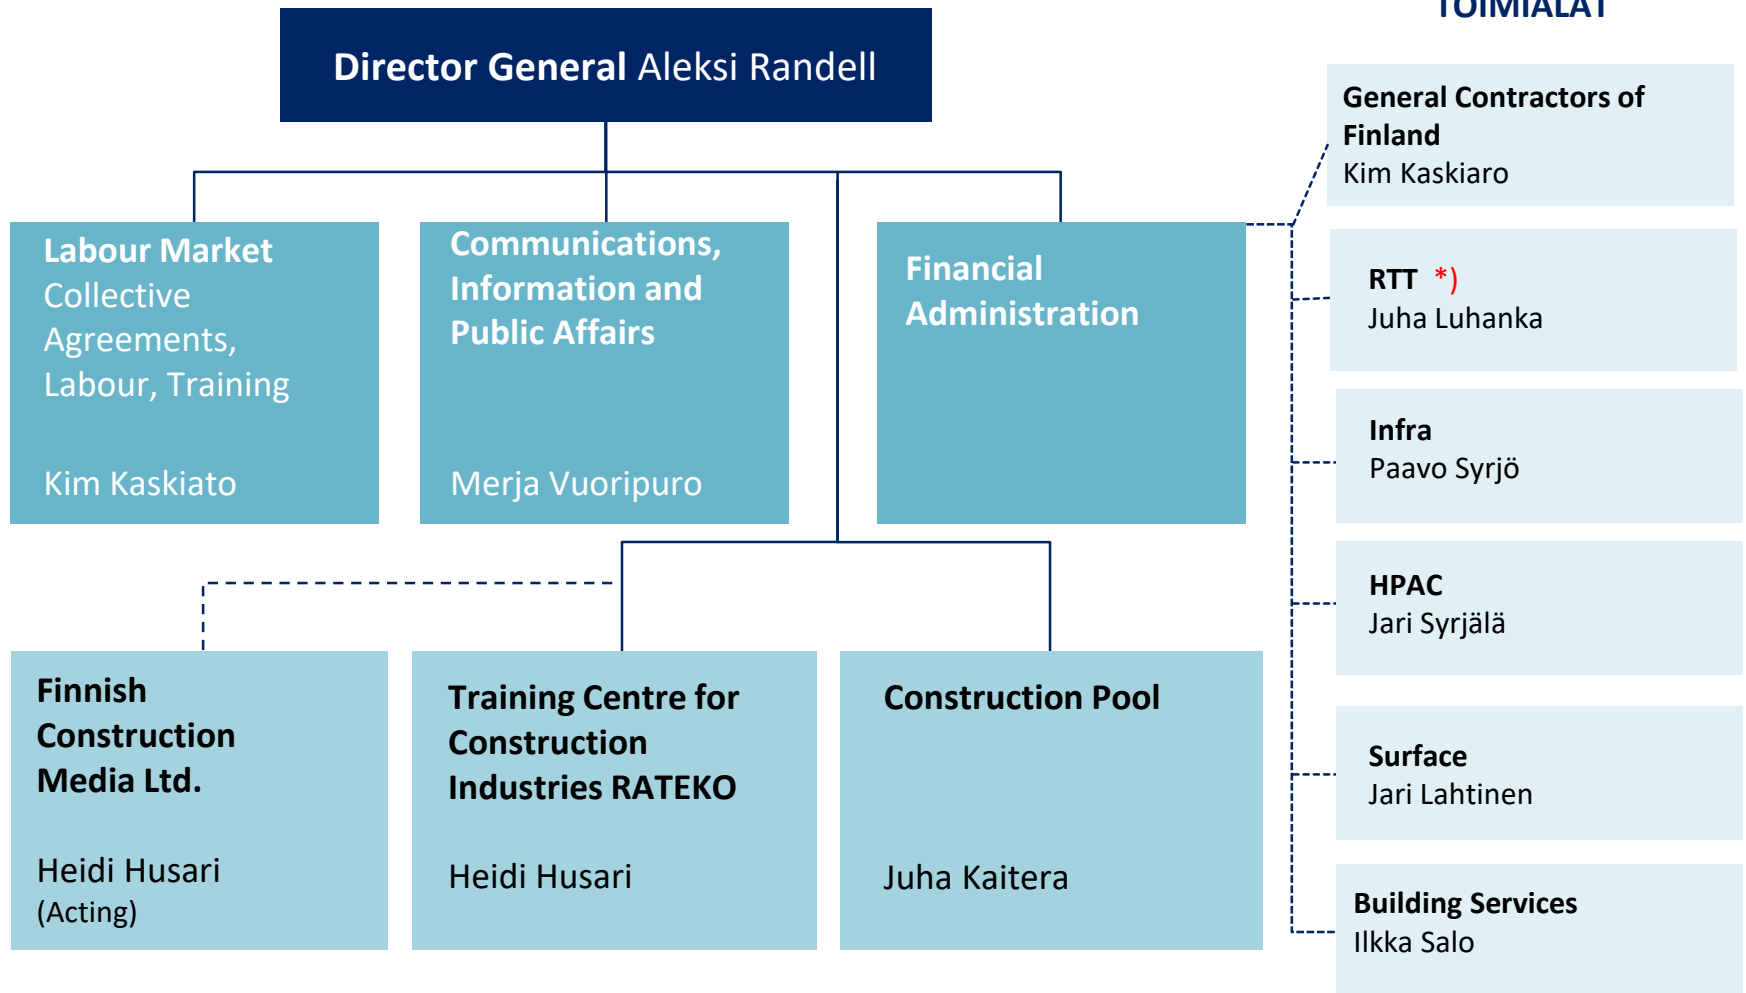 TOIMIALAT
Director General Aleksi Randell
Labour Market
Collective
Agreements,
Labour, Training
Kim Kaskiato
Communications,
Information and
Public Affairs
Merja Vuoripuro
Financial
Administration
Finnish
Construction
Media Ltd.
Heidi Husari
(Acting)
Training Centre for
Construction
Industries RATEKO
Heidi Husari
Construction Pool
Juha Kaitera
General Contractors of
Finland
Kim Kaskiaro
RTT *)
Juha Luhanka
Infra
Paavo Syrjö
HPAC
Jari Syrjälä
Surface
Jari Lahtinen
Building Services
Ilkka Salo